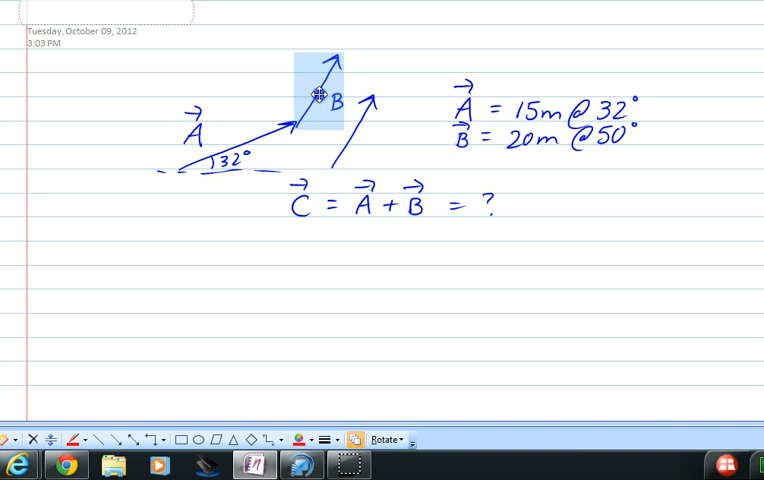 Tuesday, October 09, 2012
3:03 PM
B
A
32°
A = 15m @ 32°
B = 20m @ 50°
C = A + B = ?
Rotate